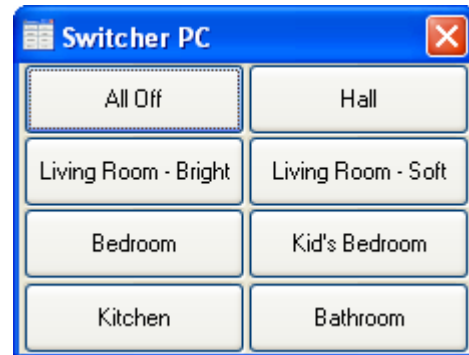 Switcher PC
All Off
Hall
Living Room - Bright
Living Room - Soft
Bedroom
Kid's Bedroom
Kitchen
Bathroom